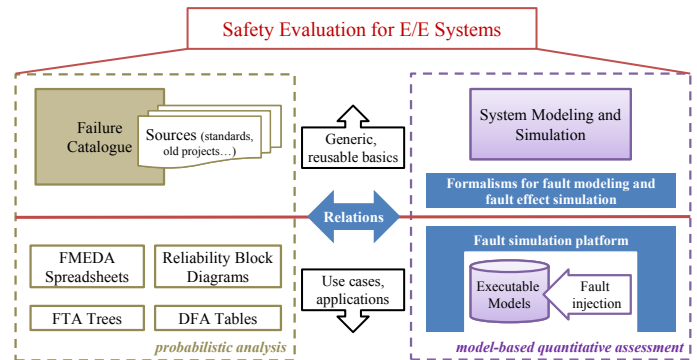 Safety Evaluation for E/E Systems
Failure
Catalogue
Sources (standards,
old projects…)
Generic,
reusable basics
System Modeling and
Simulation
Formalisms for fault modeling and
fault effect simulation
Relations
FMEDA
Spreadsheets
Reliability Block
Diagrams
FTA Trees
DFA Tables
probabilistic analysis
Use cases,
applications
Fault simulation platform
Executable
Models
Fault
injection
model-based quantitative assessment